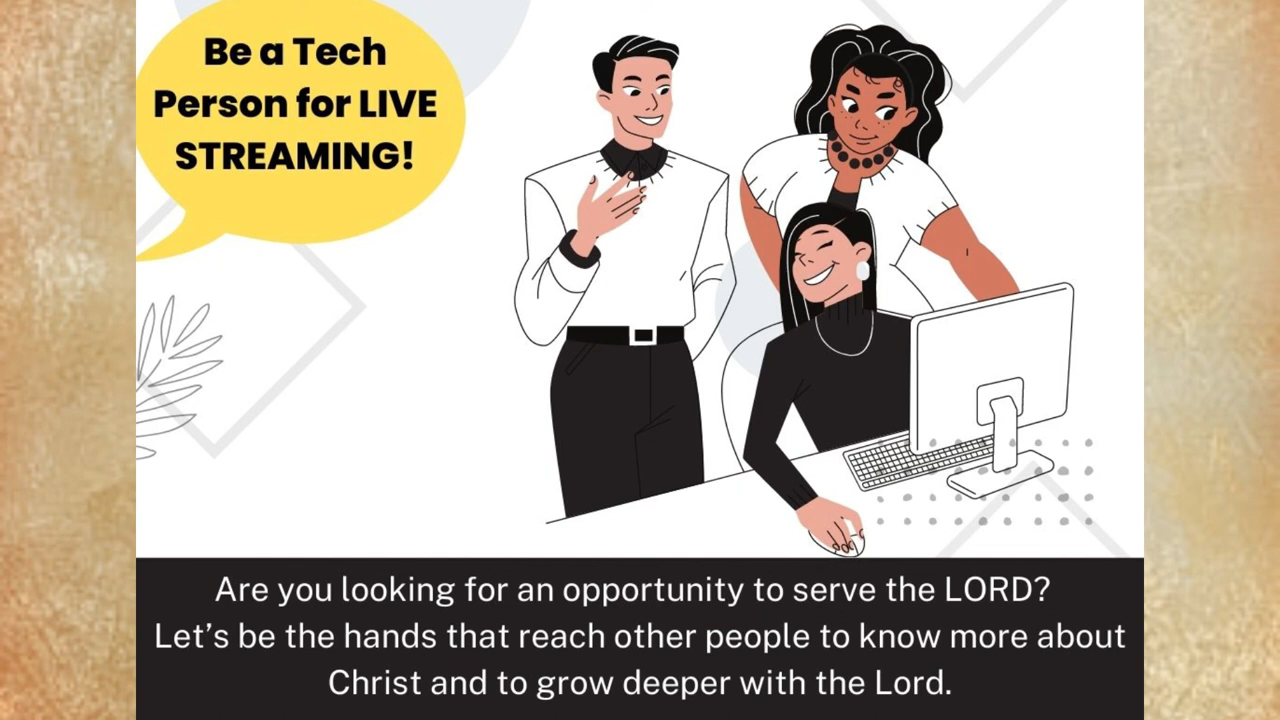 Be a Tech
Person for LIVE
STREAMING!
Are you looking for an opportunity to serve the LORD?
Let’s be the hands that reach other people to know more about
Christ and to grow deeper with the Lord.